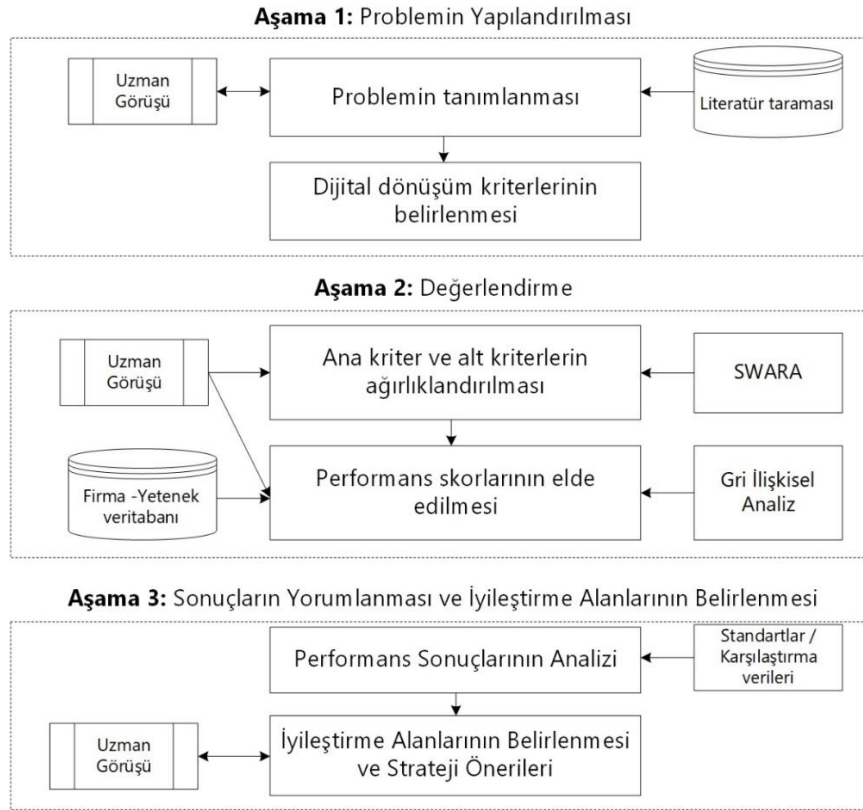 Aşama 1: Problemin Yapılandırılması
Uzman
Görüşü
Problemin tanımlanması
Literatür taraması
Dijital dönüşüm kriterlerinin
belirlenmesi
Aşama 2: Değerlendirme
Uzman
Görüşü
Ana kriter ve alt kriterlerin
ağırlıklandırılması
SWARA
Firma -Yetenek
veritabanı
Performans skorlarının elde
edilmesi
Gri İlişkisel
Analiz
Aşama 3: Sonuçların Yorumlanması ve İyileştirme Alanlarının Belirlenmesi
Performans Sonuçlarının Analizi
Standartlar /
Karşılaştırma
verileri
Uzman
Görüşü
İyileştirme Alanlarının Belirlenmesi
ve Strateji Önerileri